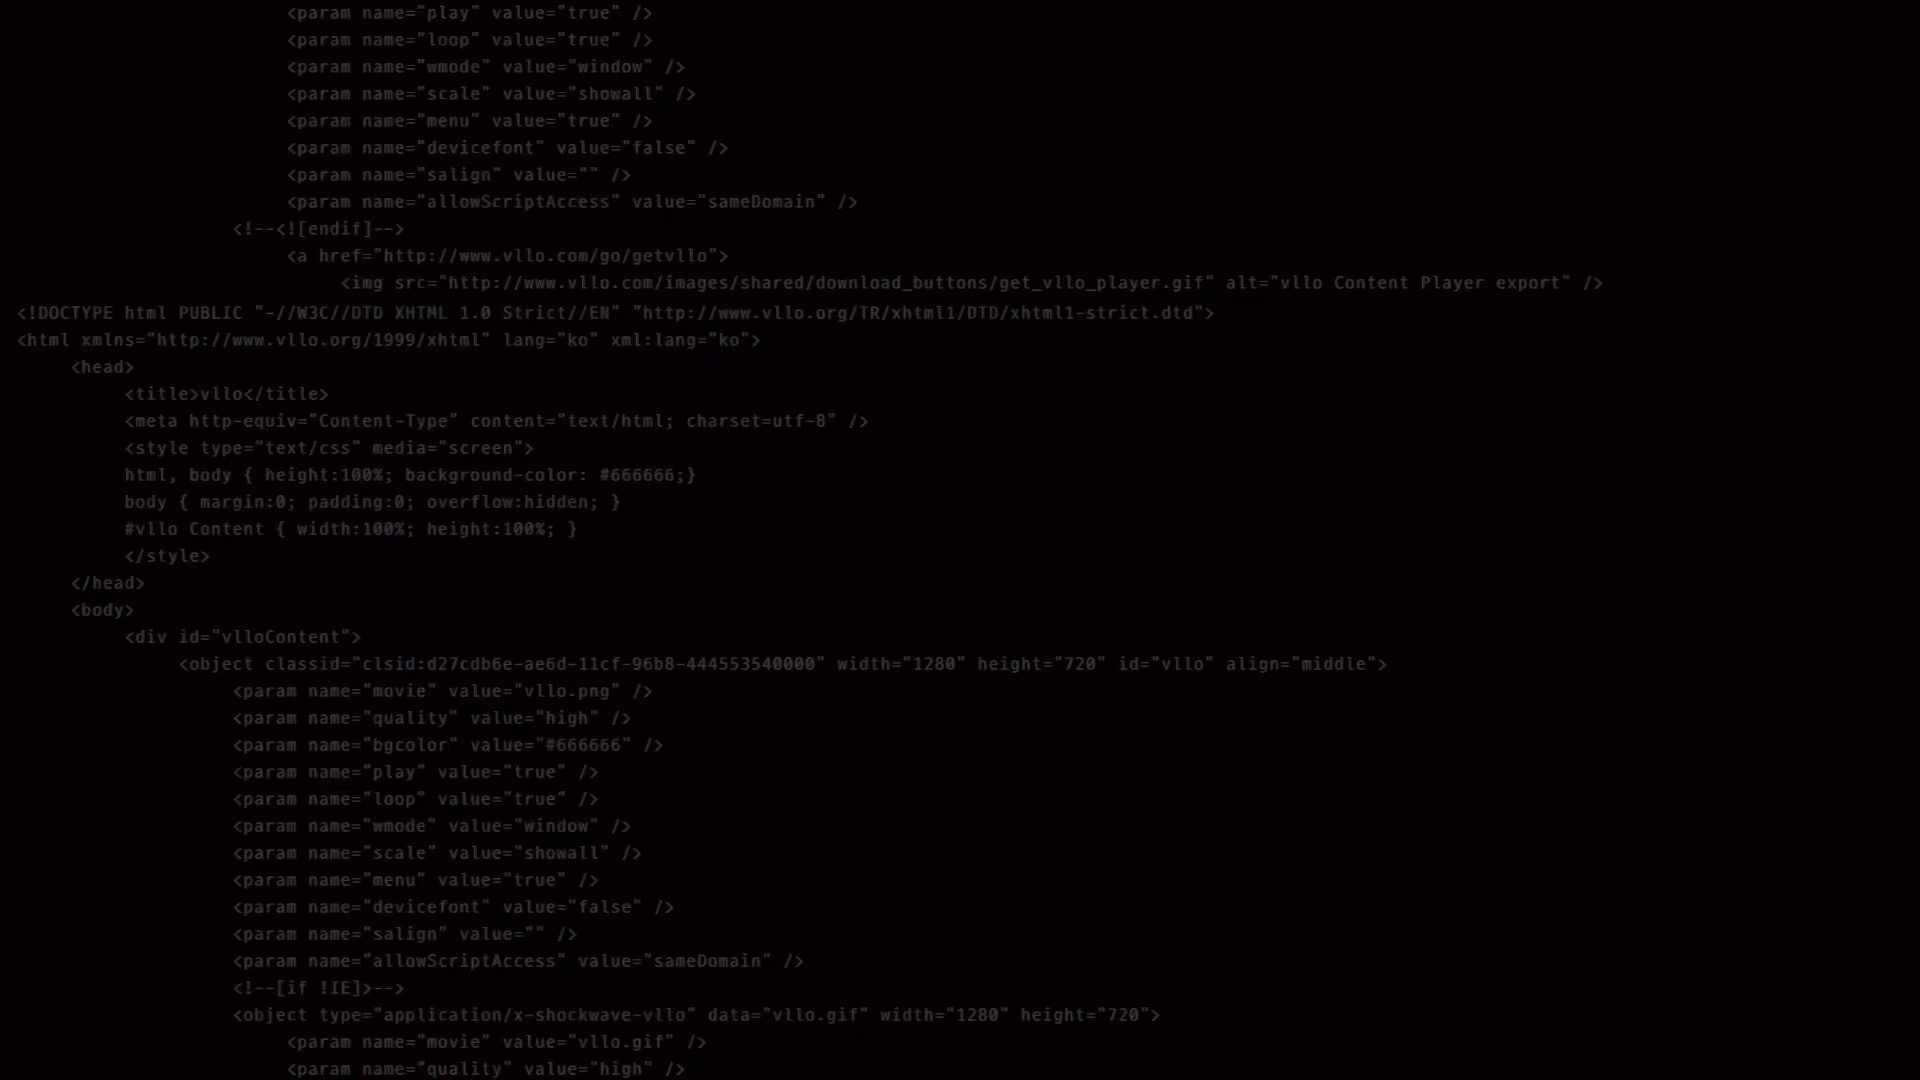 <param name="play" value="true" />
<param name="loop" value="true" />
<param name="wmode" value="window" />
<param name="scale" value="showall" />
<param name="menu" value="true" />
<param name="devicefont" value="false" />
<param name="salign" value="" />
<param name="allowScriptAccess" value="sameDomain" />
<!--<![endif]-->
<a href="http://www.vllo.com/go/getvllo">
<img src="http://www.vllo.com/images/shared/download_buttons/get_vllo_player.gif" alt="vllo Content Player export" />
<!DOCTYPE html PUBLIC "-//W3C//DTD XHTML 1.0 Strict//EN" "http://www.vllo.org/TR/xhtml1/DTD/xhtml1-strict.dtd">
<html xmlns="http://www.vllo.org/1999/xhtml" lang="ko" xml:lang="ko">
<head>
<title>vllo</title>
<meta http-equiv="Content-Type" content="text/html; charset=utf-8" />
<style type="text/css" media="screen">
html, body { height:100%; background-color: #666666;}
body { margin:0; padding:0; overflow:hidden; }
#vllo Content { width:100%; height:100%; }
</style>
</head>
<body>
<div id="vlloContent">
<object classid="clsid:d27cdb6e-ae6d-11cf-96b8-444553540000" width="1280" height="720" id="vllo" align="middle">
<param name="movie" value="vllo.png" />
<param name="quality" value="high" />
<param name="bgcolor" value="#666666" />
<param name="play" value="true" />
<param name="loop" value="true" />
<param name="wmode" value="window" />
<param name="scale" value="showall" />
<param name="menu" value="true" />
<param name="devicefont" value="false" />
<param name="salign" value="" />
<param name="allowScriptAccess" value="sameDomain" />
<!--[if !IE]>-->
<object type="application/x-shockwave-vllo" data="vllo.gif" width="1280" height="720">
<param name="movie" value="vllo.gif" />
<param name="quality" value="high" />